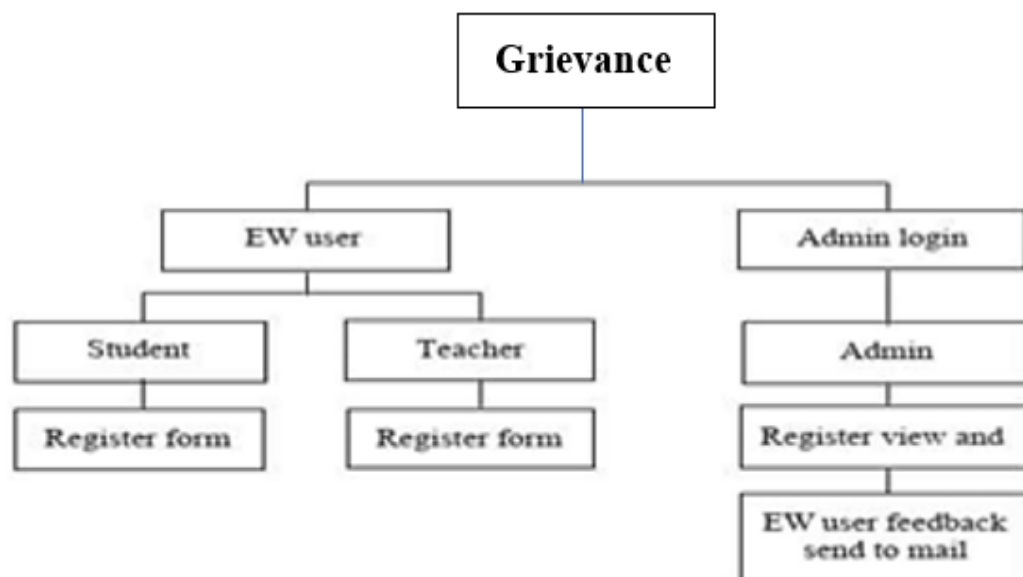 Grievance
EW user
Admin login
Student
Teacher
Admin
Register form
Register form
Register view and
EW user feedback
send to mail